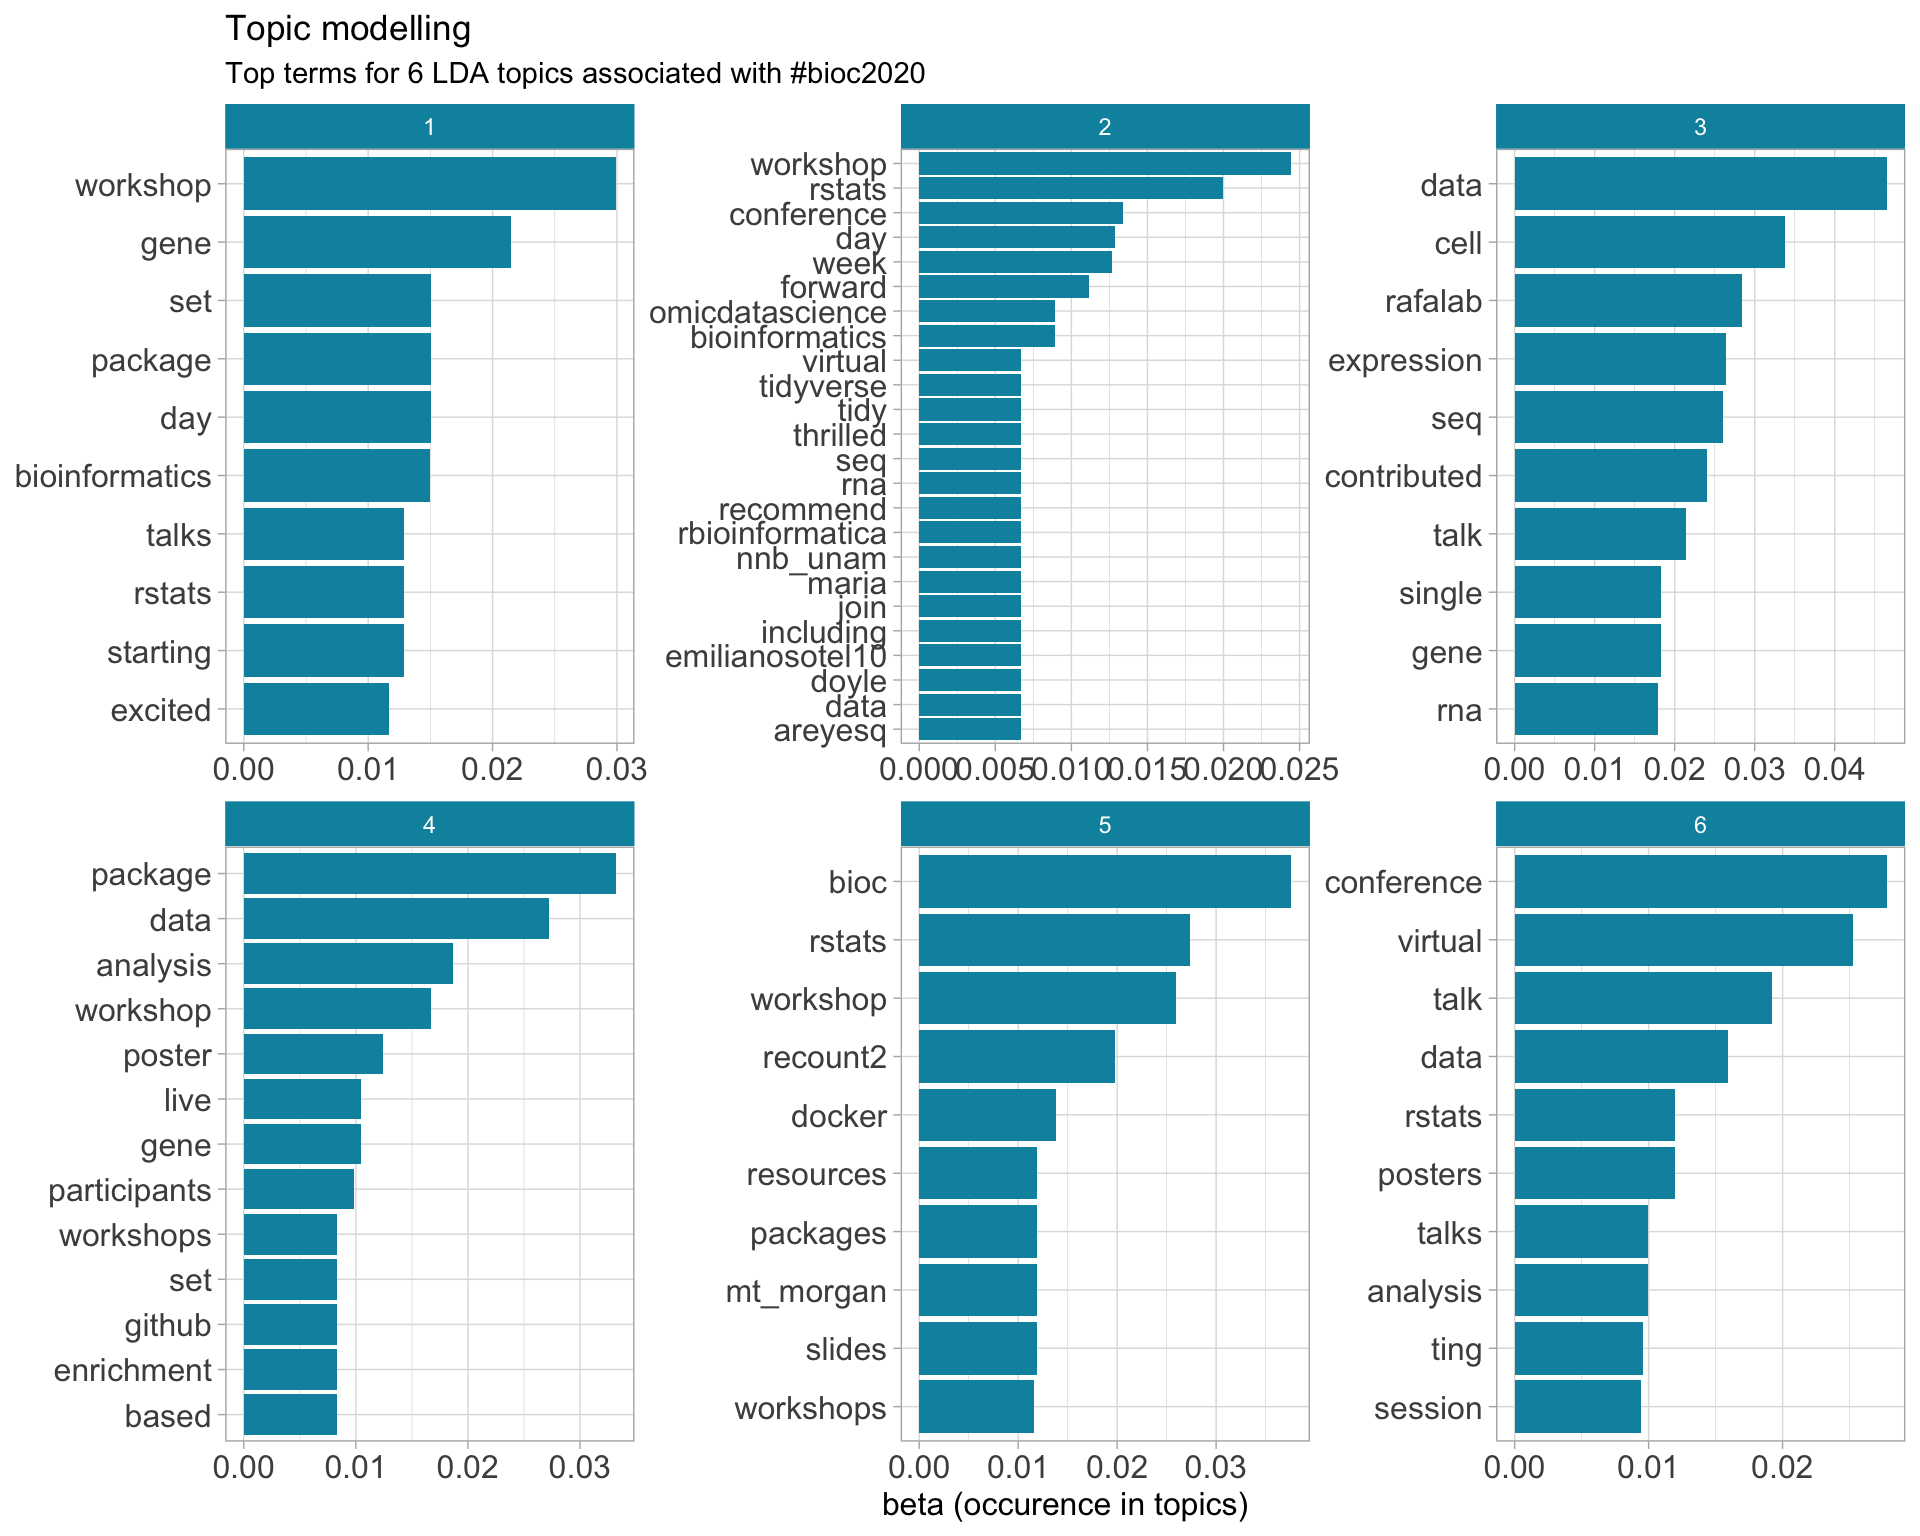 Topic modelling
Top terms for 6 LDA topics associated with #bioc2020
1
workshop
gene
set
package
day
bioinformatics
talks
rstats
starting
excited
0.00 0.01 0.02 0.03
2
workshop
rstats
conference
day
week
forward
omicdatascience
bioinformatics
virtual
tidyverse
tidy
thrilled
seq
rna
recommend
rbioinformatica
nnb_unam
maria
join
including
emilianosotel10
doyle
data
areyesq
0.000 0.005 0.010 0.015 0.020 0.025
3
data
cell
rafalab
expression
seq
contributed
talk
single
gene
rna
0.00 0.01 0.02 0.03 0.04
4
package
data
analysis
workshop
poster
live
gene
participants
workshops
set
github
enrichment
based
0.00 0.01 0.02 0.03
5
bioc
rstats
workshop
recount2
docker
resources
packages
mt_morgan
slides
workshops
0.00 0.01 0.02 0.03
6
conference
virtual
talk
data
rstats
posters
talks
analysis
ting
session
0.00 0.01 0.02
beta (occurence in topics)